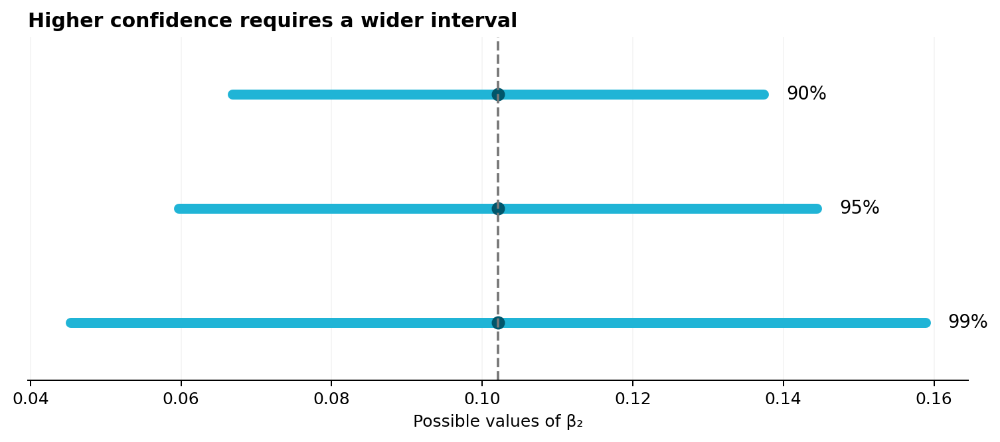 Higher confidence requires a wider interval
90%
95%
99%
0.04 0.06 0.08 0.10 0.12 0.14 0.16
Possible values of β₂